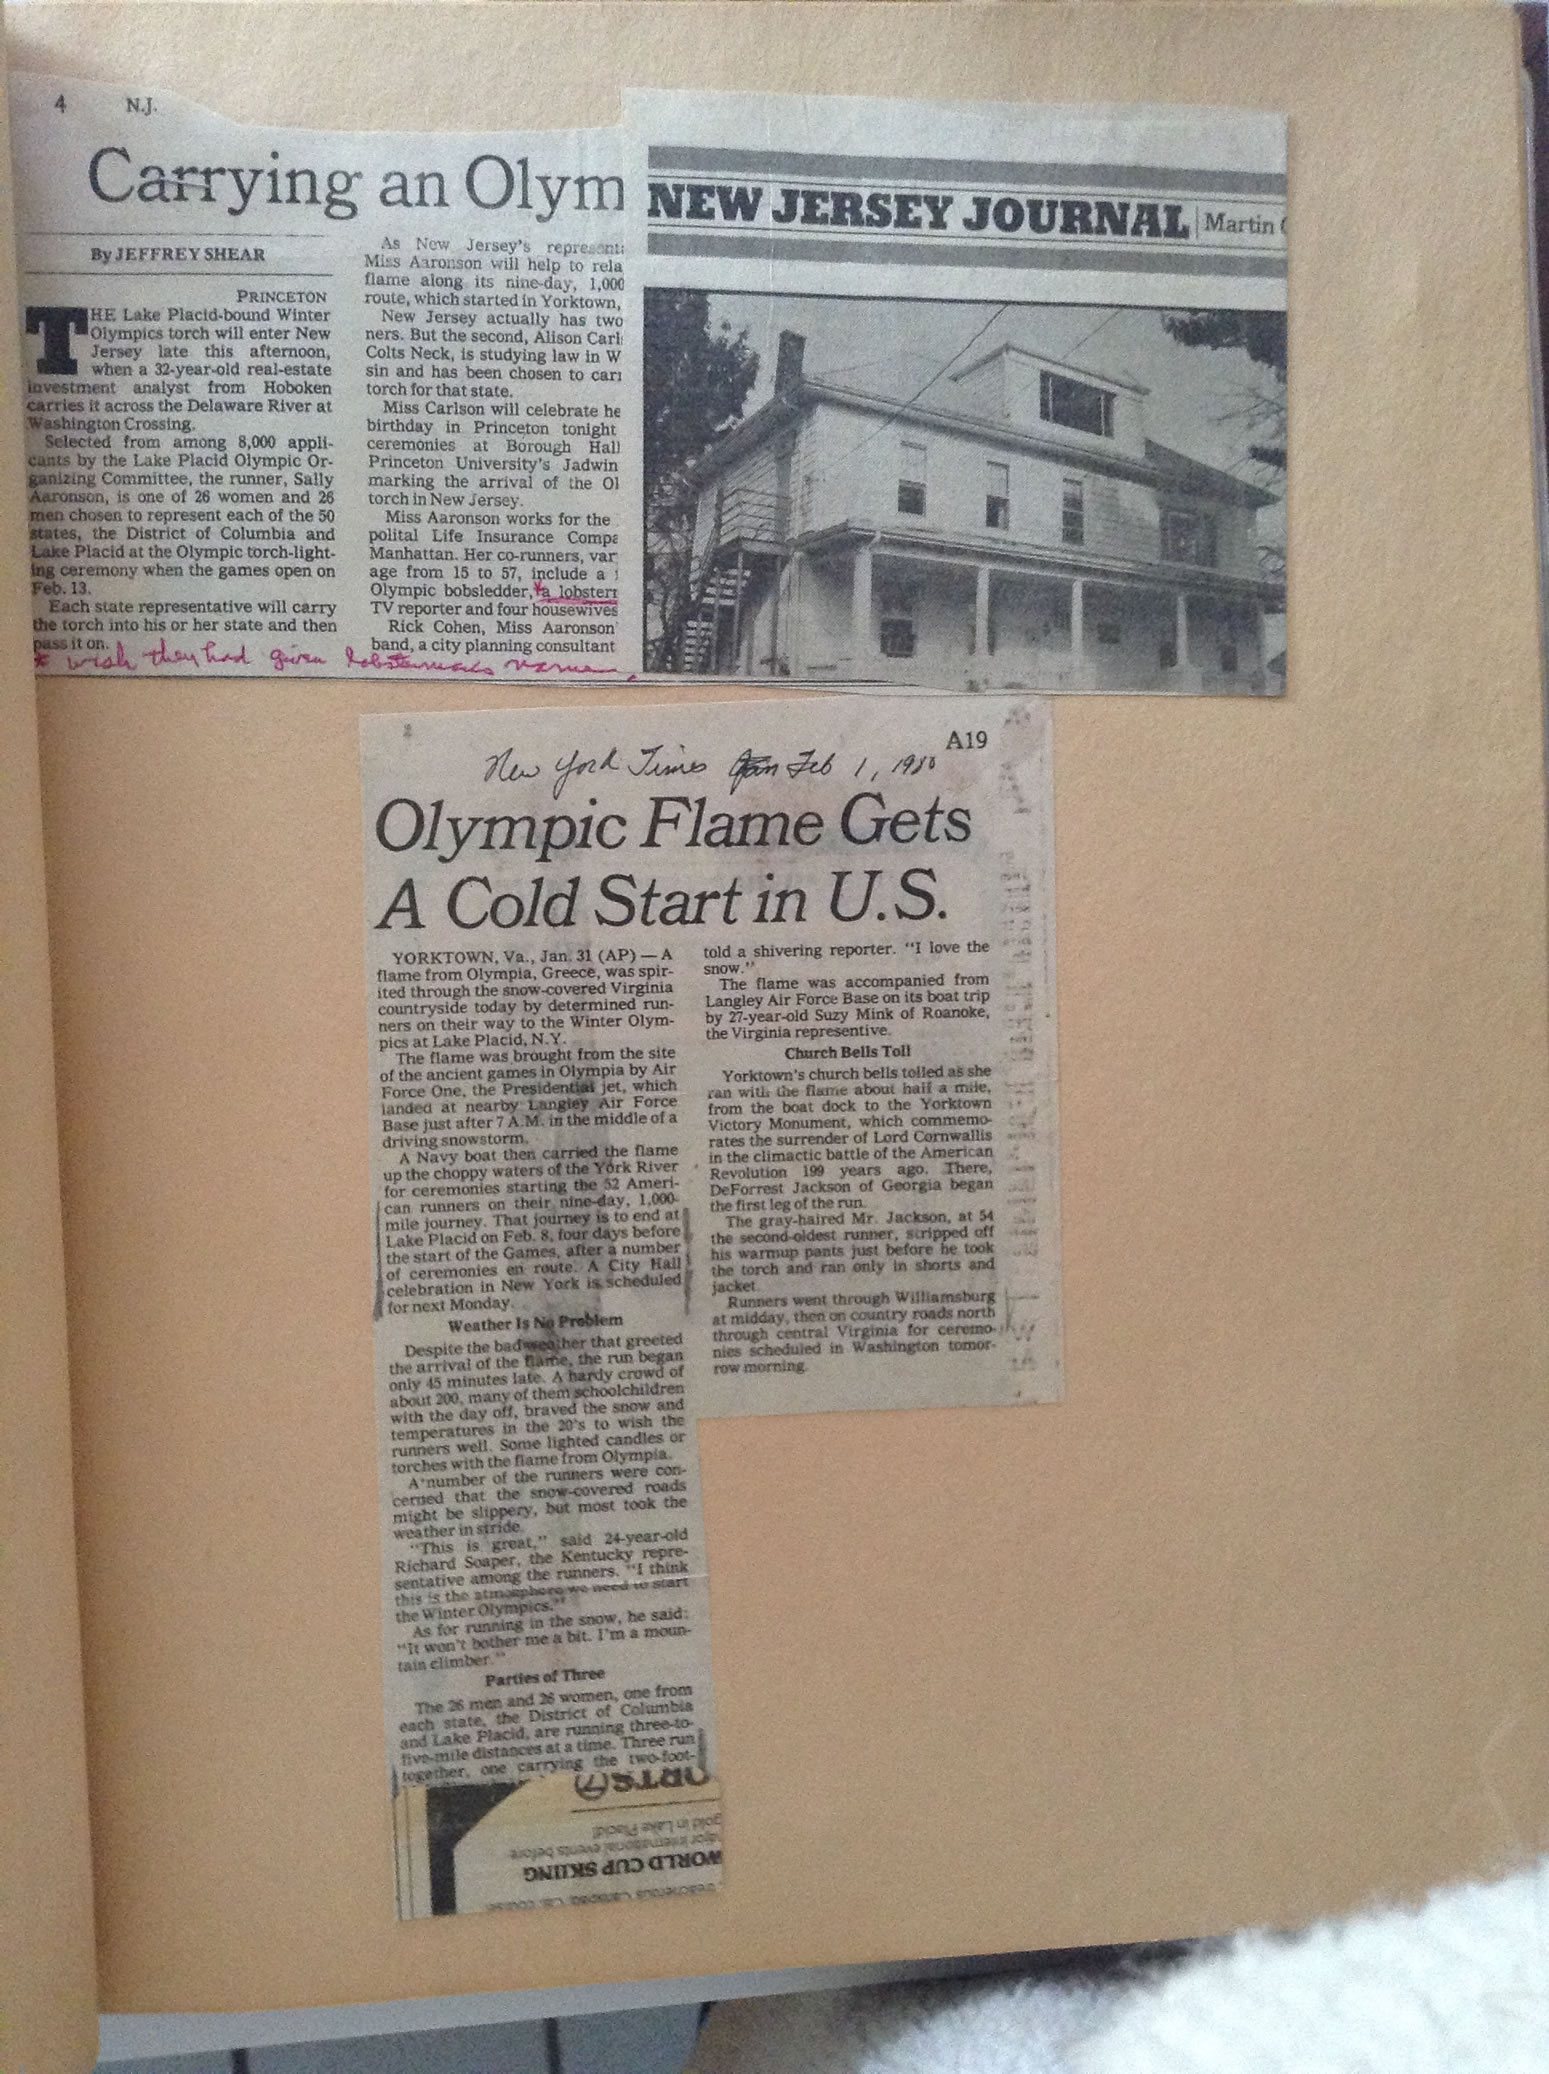 4 N.J.
Carrying an Olym
By JEFFREY SHEAR
PRINCETON
THE Lake Placid-bound Winter
Olympics torch will enter New
Jersey late this afternoon,
when a 32-year-old real-estate
investment analyst from Hoboken
carries it across the Delaware River at
Washington Crossing.
Selected from among 8,000 appli-
cants by the Lake Placid Olympic Or-
ganizing Committee, the runner, Sally
Aaronson, is one of 26 women and 26
men chosen to represent each of the 50
states, the District of Columbia and
Lake Placid at the Olympic torch-light-
ing ceremony when the games open on
Feb. 13.
Each state representative will carry
the torch into his or her state and then
pass it on.
As New Jersey's represent
Miss Aaronson will help to rela
flame along its nine-day, 1,000
route, which started in Yorktown,
New Jersey actually has two
ners. But the second, Alison Carl
Colts Neck, is studying law in W
sin and has been chosen to carr
torch for that state.
Miss Carlson will celebrate he
birthday in Princeton tonight
ceremonies at Borough Hall
Princeton University's Jadwin
marking the arrival of the Ol
torch in New Jersey.
Miss Aaronson works for the
polital Life Insurance Compa
Manhattan. Her co-runners, var
age from 15 to 57, include a
Olympic bobsledder, *a lobster
TV reporter and four housewives
Rick Cohen, Miss Aaronson'
band, a city planning consultant
* wish they had given lobstermans name.
NEW JERSEY JOURNAL | Martin
New York Times Feb 1, 1980
A19
Olympic Flame Gets
A Cold Start in U.S.
YORKTOWN, Va., Jan. 31 (AP) — A
flame from Olympia, Greece, was spir-
ited through the snow-covered Virginia
countryside today by determined run-
ners on their way to the Winter Olym-
pics at Lake Placid, N.Y.
The flame was brought from the site
of the ancient games in Olympia by Air
Force One, the Presidential jet, which
landed at nearby Langley Air Force
Base just after 7 A.M. in the middle of a
driving snowstorm.
A Navy boat then carried the flame
up the choppy waters of the York River
for ceremonies starting the 52 Ameri-
can runners on their nine-day, 1,000-
mile journey. That journey is to end at
Lake Placid on Feb. 8, four days before
the start of the Games, after a number
of ceremonies en route. A City Hall
celebration in New York is scheduled
for next Monday.
Weather Is No Problem
Despite the bad weather that greeted
the arrival of the flame, the run began
only 45 minutes late. A hardy crowd of
about 200, many of them schoolchildren
with the day off, braved the snow and
temperatures in the 20's to wish the
runners well. Some lighted candles or
torches with the flame from Olympia.
A number of the runners were con-
cerned that the snow-covered roads
might be slippery, but most took the
weather in stride.
"This is great," said 24-year-old
Richard Soaper, the Kentucky repre-
sentative among the runners. "I think
this is the atmosphere we need to start
the Winter Olympics."
As for running in the snow, he said:
"It won't bother me a bit. I'm a moun-
tain climber."
Parties of Three
The 26 men and 26 women, one from
each state, the District of Columbia
and Lake Placid, are running three-to-
five-mile distances at a time. Three run
together, one carrying the two-foot-
told a shivering reporter. "I love the
snow."
The flame was accompanied from
Langley Air Force Base on its boat trip
by 27-year-old Suzy Mink of Roanoke,
the Virginia representive.
Church Bells Toll
Yorktown's church bells tolled as she
ran with the flame about half a mile,
from the boat dock to the Yorktown
Victory Monument, which commemo-
rates the surrender of Lord Cornwallis
in the climactic battle of the American
Revolution 199 years ago. There,
DeForrest Jackson of Georgia began
the first leg of the run.
The gray-haired Mr. Jackson, at 54
the second-oldest runner, stripped off
his warmup pants just before he took
the torch and ran only in shorts and
jacket.
Runners went through Williamsburg
at midday, then on country roads north
through central Virginia for ceremo-
nies scheduled in Washington tomor-
row morning.
ORTS 7
gold in Lake Placid!
major international events before
WORLD CUP SKIING